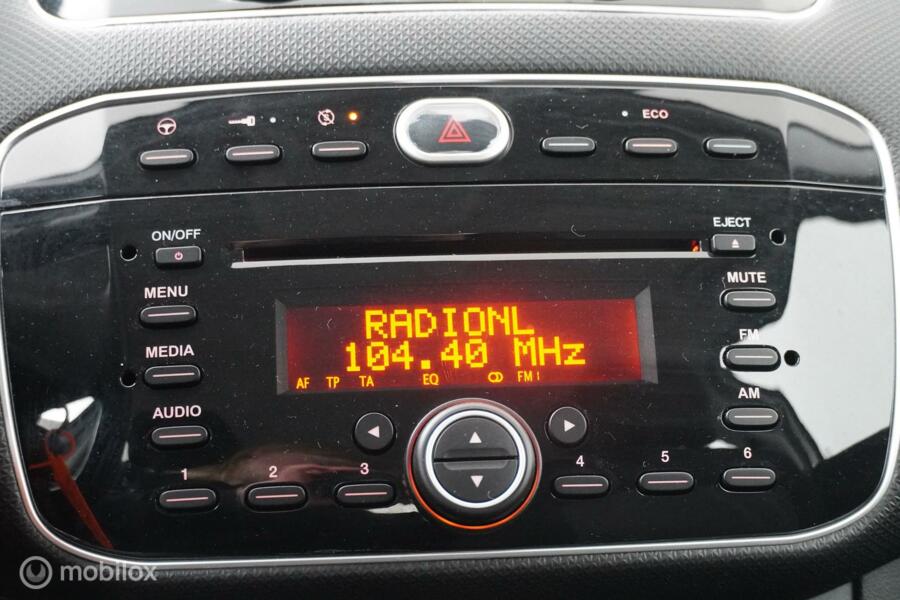 ECO
ON/OFF
EJECT
MENU
MUTE
RADIONL
104.40 MHz
MEDIA
FM
AF TP TA EQ FM I
AM
AUDIO
1 2 3 4 5 6
mobilox